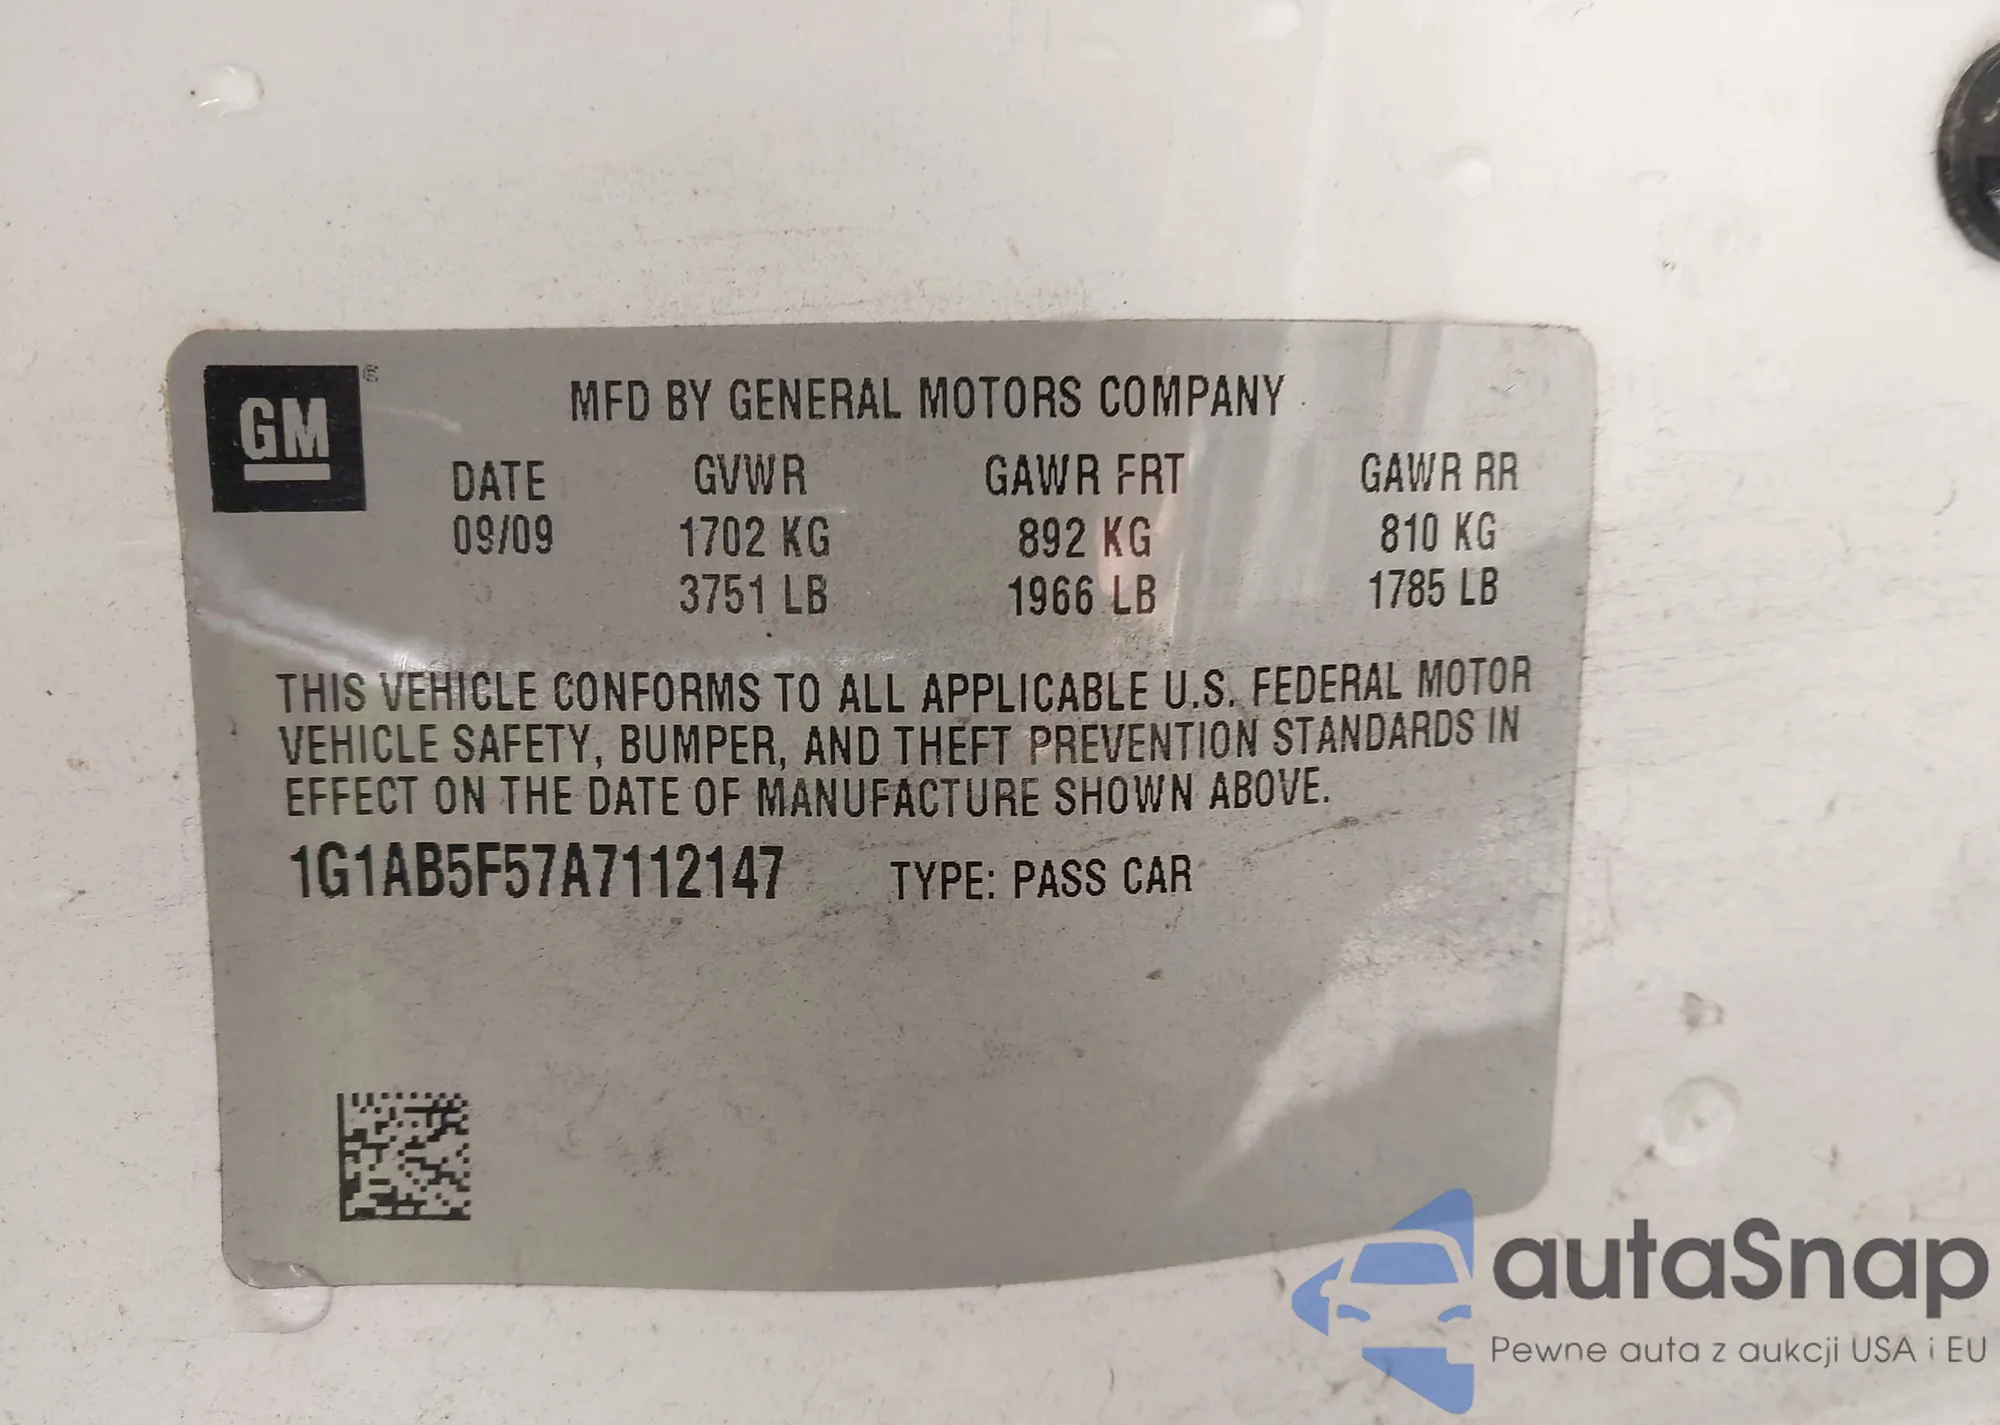 GM ®
MFD BY GENERAL MOTORS COMPANY
DATE GVWR GAWR FRT GAWR RR
09/09 1702 KG 892 KG 810 KG
3751 LB 1966 LB 1785 LB
THIS VEHICLE CONFORMS TO ALL APPLICABLE U.S. FEDERAL MOTOR
VEHICLE SAFETY, BUMPER, AND THEFT PREVENTION STANDARDS IN
EFFECT ON THE DATE OF MANUFACTURE SHOWN ABOVE.
1G1AB5F57A7112147 TYPE: PASS CAR
autaSnap
Pewne auta z aukcji USA i EU